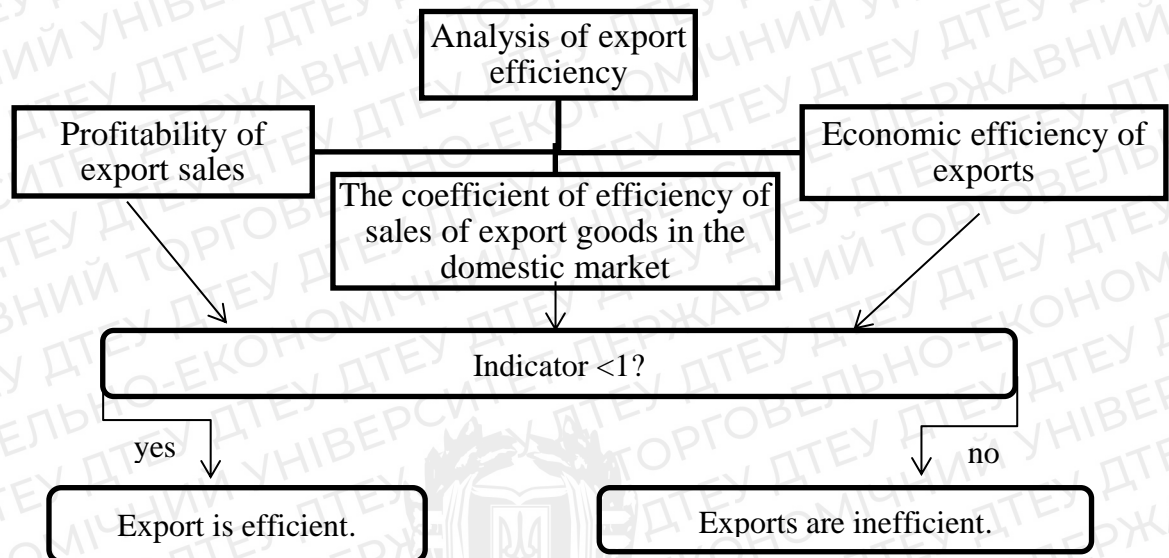 Analysis of export
efficiency
Profitability of
export sales
Economic efficiency of
exports
The coefficient of efficiency of
sales of export goods in the
domestic market
Indicator <1?
yes
no
Export is efficient.
Exports are inefficient.